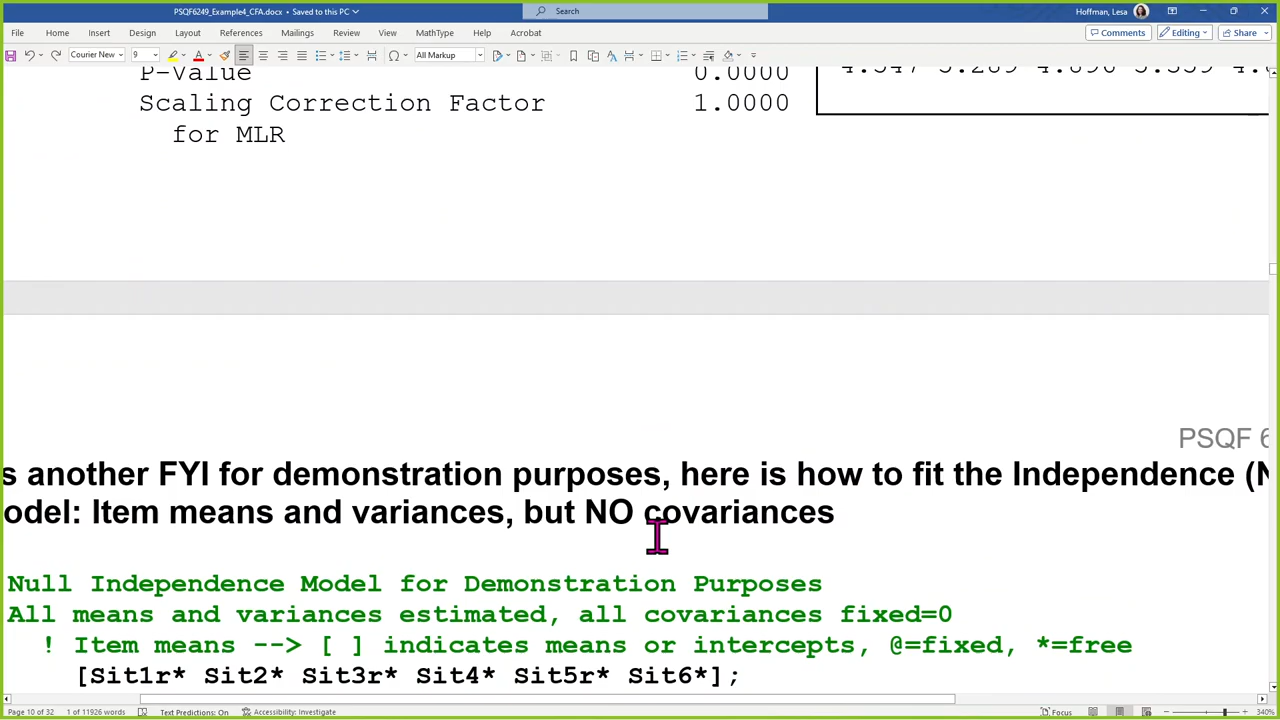 PSQF6249_Example4_CFA.docx • Saved to this PC
Search
Hoffman, Lesa
File Home Insert Design Layout References Mailings Review View Help MathType Acrobat
Comments Editing Share
Courier New 9 All Markup
P-Value 0.0000
Scaling Correction Factor 1.0000
for MLR
PSQF 6
s another FYI for demonstration purposes, here is how to fit the Independence (N
odel: Item means and variances, but NO covariances
Null Independence Model for Demonstration Purposes
All means and variances estimated, all covariances fixed=0
! Item means --> [ ] indicates means or intercepts, @=fixed, *=free
[Sit1r* Sit2* Sit3r* Sit4* Sit5r* Sit6*];
Page 10 of 32 1 of 11926 words Text Predictions: On Accessibility: Investigate Focus 340%